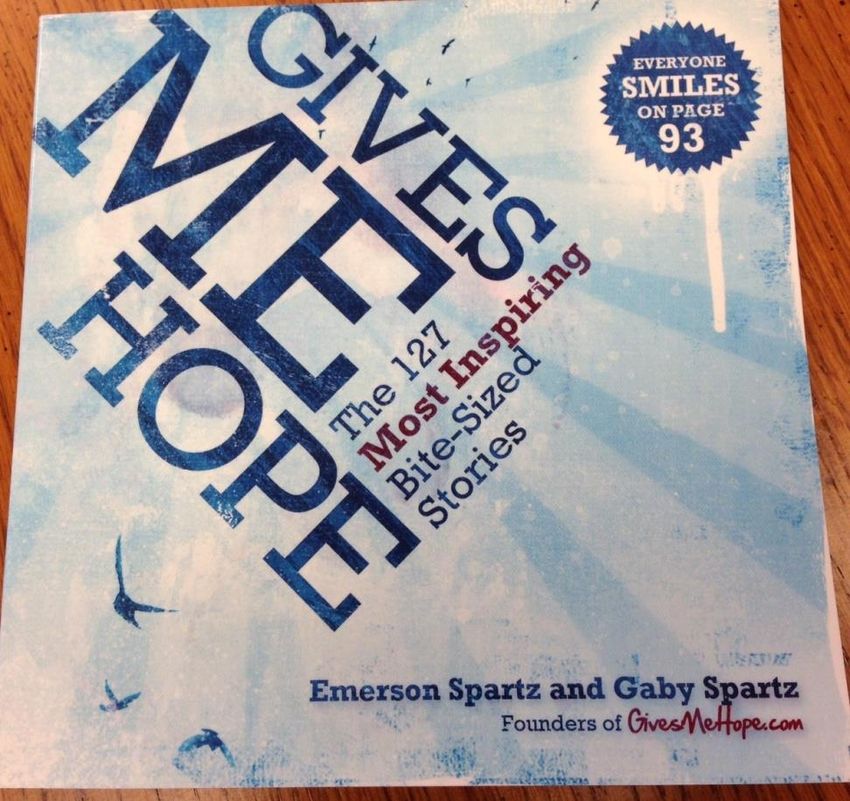 GIVES
ME
HOPE
The 127
Most Inspiring
Bite-Sized
Stories
EVERYONE
SMILES
ON PAGE
93
Emerson Spartz and Gaby Spartz
Founders of GivesMeHope.com